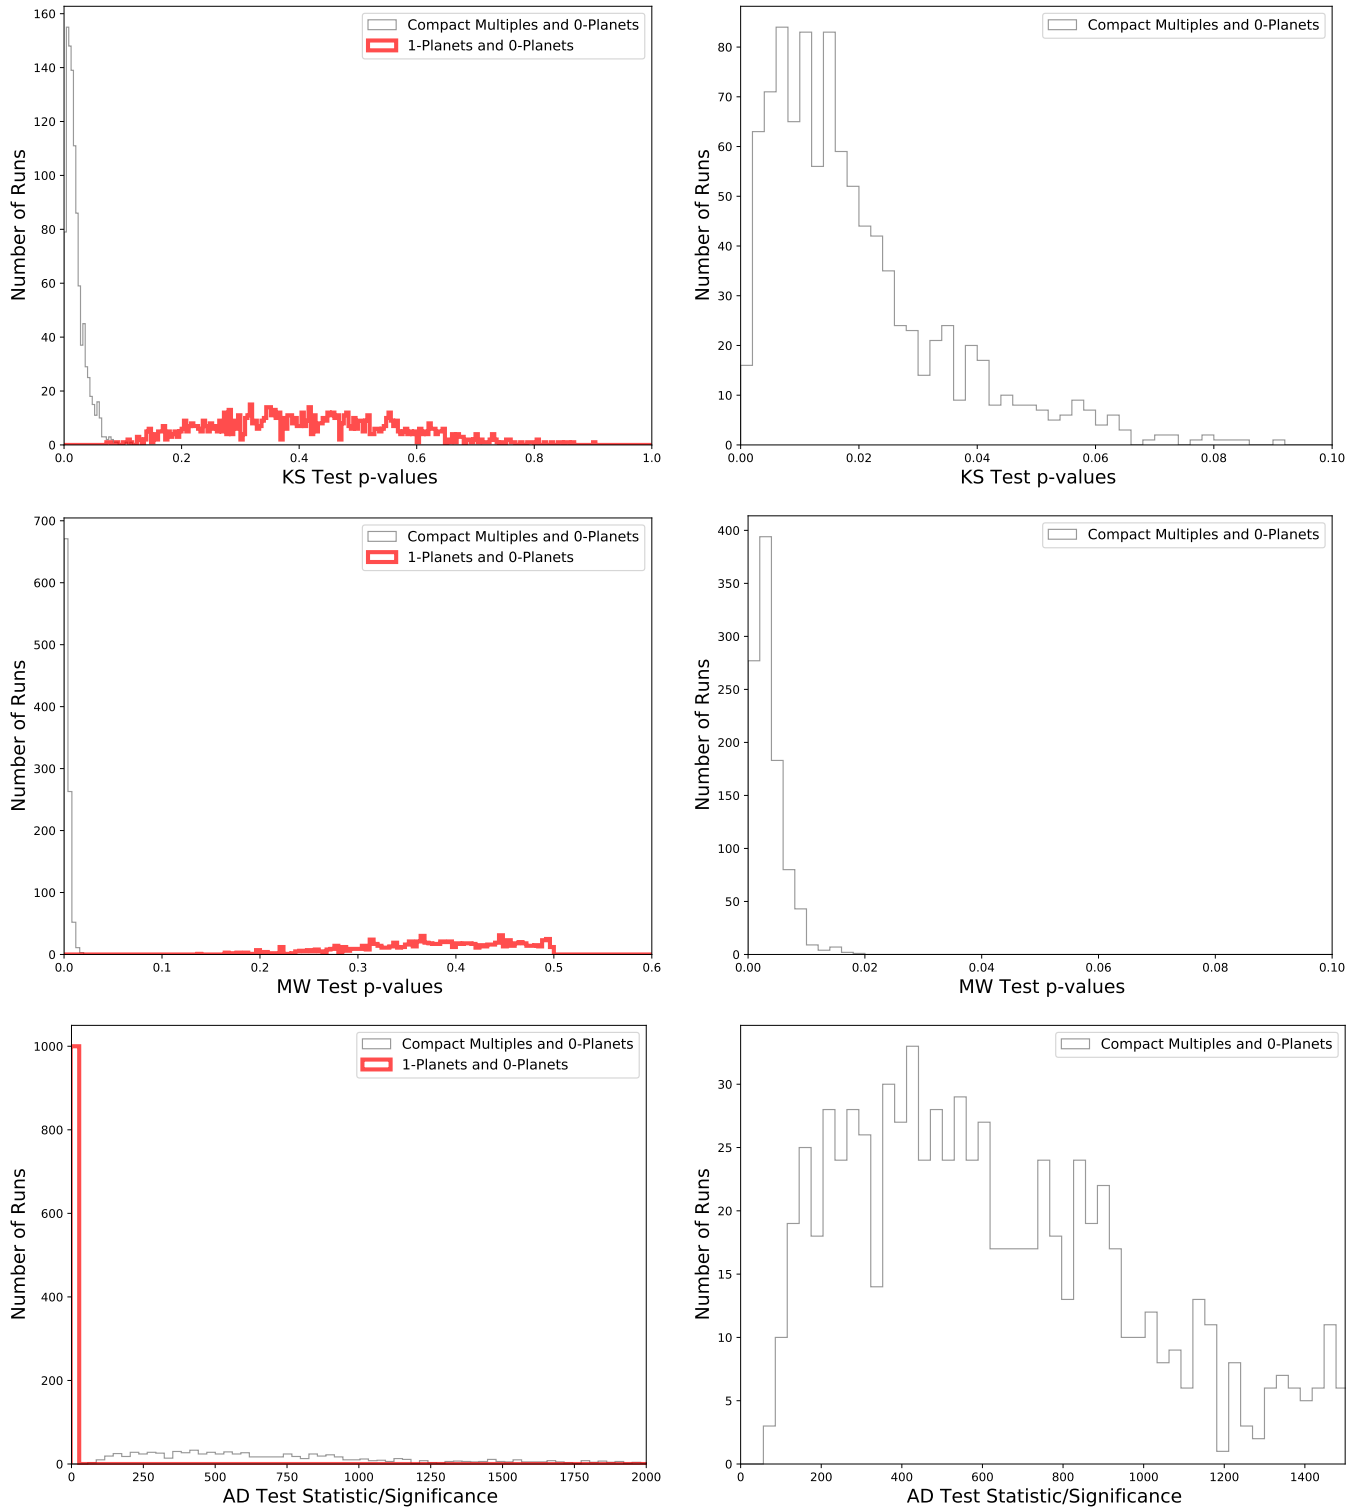 160
140
120
100
80
60
40
20
0
Number of Runs
Compact Multiples and 0-Planets
1-Planets and 0-Planets
0.0 0.2 0.4 0.6 0.8 1.0
KS Test p-values
80
70
60
50
40
30
20
10
0
Number of Runs
Compact Multiples and 0-Planets
0.00 0.02 0.04 0.06 0.08 0.10
KS Test p-values
700
600
500
400
300
200
100
0
Number of Runs
Compact Multiples and 0-Planets
1-Planets and 0-Planets
0.0 0.1 0.2 0.3 0.4 0.5 0.6
MW Test p-values
400
350
300
250
200
150
100
50
0
Number of Runs
Compact Multiples and 0-Planets
0.00 0.02 0.04 0.06 0.08 0.10
MW Test p-values
1000
800
600
400
200
0
Number of Runs
Compact Multiples and 0-Planets
1-Planets and 0-Planets
0 250 500 750 1000 1250 1500 1750 2000
AD Test Statistic/Significance
30
25
20
15
10
5
0
Number of Runs
Compact Multiples and 0-Planets
0 200 400 600 800 1000 1200 1400
AD Test Statistic/Significance